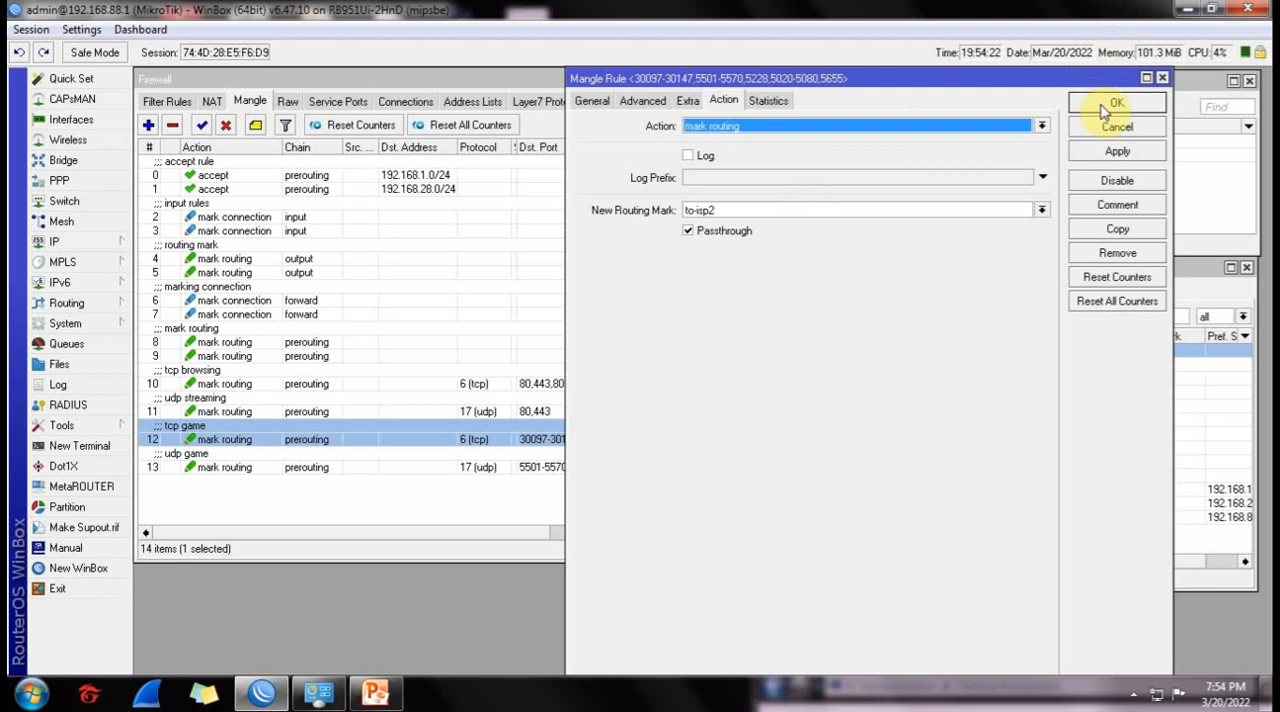 admin@192.168.88.1 (MikroTik) - WinBox (64bit) v6.47.10 on RB951Ui-2HnD (mipsbe)
Session Settings Dashboard
Safe Mode Session: 74:4D:28:E5:F6:D9 Time: 19:54:22 Date: Mar/20/2022 Memory: 101.3 MiB CPU: 4%
Quick Set
CAPsMAN
Interfaces
Wireless
Bridge
PPP
Switch
Mesh
IP
MPLS
IPv6
Routing
System
Queues
Files
Log
RADIUS
Tools
New Terminal
Dot1X
MetaROUTER
Partition
Make Supout.rif
Manual
New WinBox
Exit
RouterOS WinBox
Firewall
Filter Rules NAT Mangle Raw Service Ports Connections Address Lists Layer7 Proto
Reset Counters Reset All Counters
# Action Chain Src. ... Dst. Address Protocol Dst. Port
;;; accept rule
0 accept prerouting 192.168.1.0/24
1 accept prerouting 192.168.28.0/24
;;; input rules
2 mark connection input
3 mark connection input
;;; routing mark
4 mark routing output
5 mark routing output
;;; marking connection
6 mark connection forward
7 mark connection forward
;;; mark routing
8 mark routing prerouting
9 mark routing prerouting
;;; tcp browsing
10 mark routing prerouting 6 (tcp) 80,443,80
;;; udp streaming
11 mark routing prerouting 17 (udp) 80,443
;;; tcp game
12 mark routing prerouting 6 (tcp) 30097-301
;;; udp game
13 mark routing prerouting 17 (udp) 5501-5570
14 items (1 selected)
Mangle Rule <30097-30147,5501-5570,5228,5020-5080,5655>
General Advanced Extra Action Statistics
Action: mark routing
Log
Log Prefix:
New Routing Mark: to-isp2
Passthrough
OK
Cancel
Apply
Disable
Comment
Copy
Remove
Reset Counters
Reset All Counters
Find
all
Pref. S
192.168.1
192.168.2
192.168.8
7:54 PM
3/20/2022